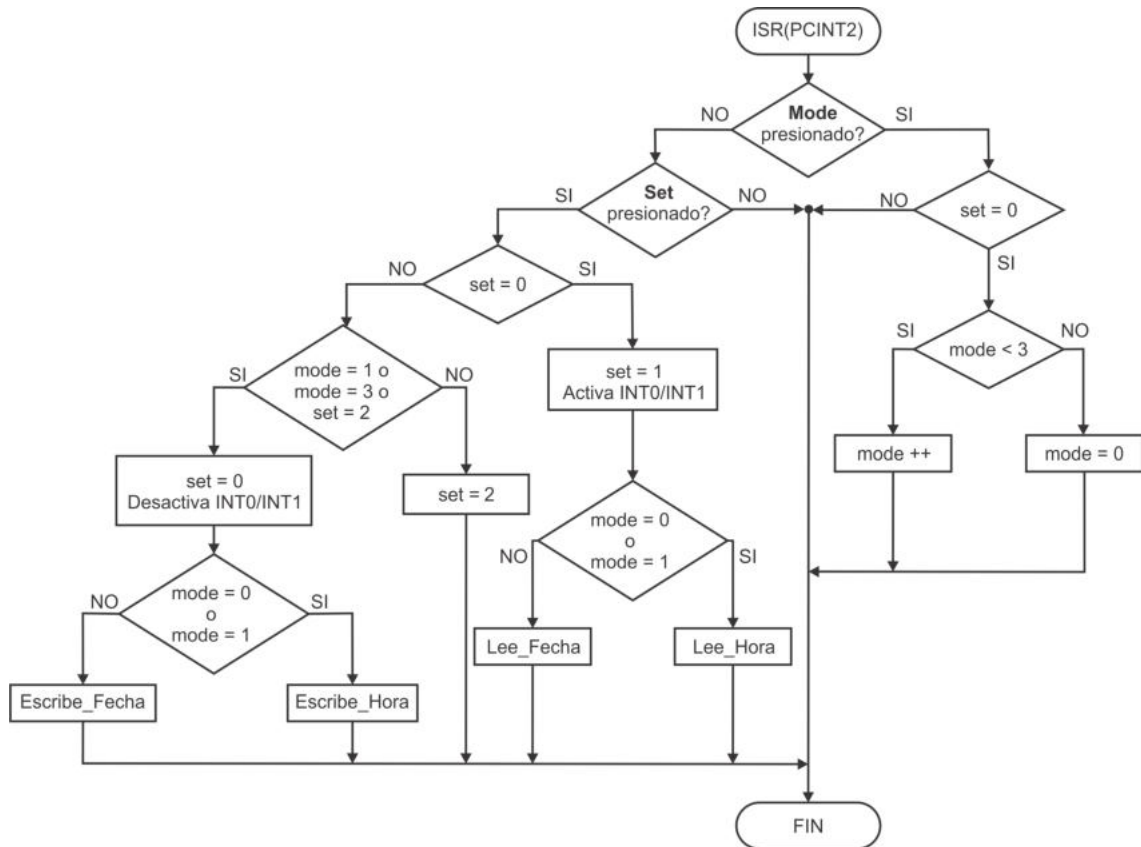 ISR(PCINT2)
Mode
presionado?
NO
SI
Set
presionado?
SI
NO
set = 0
NO
SI
set = 0
NO
SI
mode < 3
SI
NO
mode = 1 o
mode = 3 o
set = 2
SI
NO
set = 1
Activa INT0/INT1
mode ++
mode = 0
set = 0
Desactiva INT0/INT1
set = 2
mode = 0
o
mode = 1
NO
SI
mode = 0
o
mode = 1
NO
SI
Lee_Fecha
Lee_Hora
Escribe_Fecha
Escribe_Hora
FIN